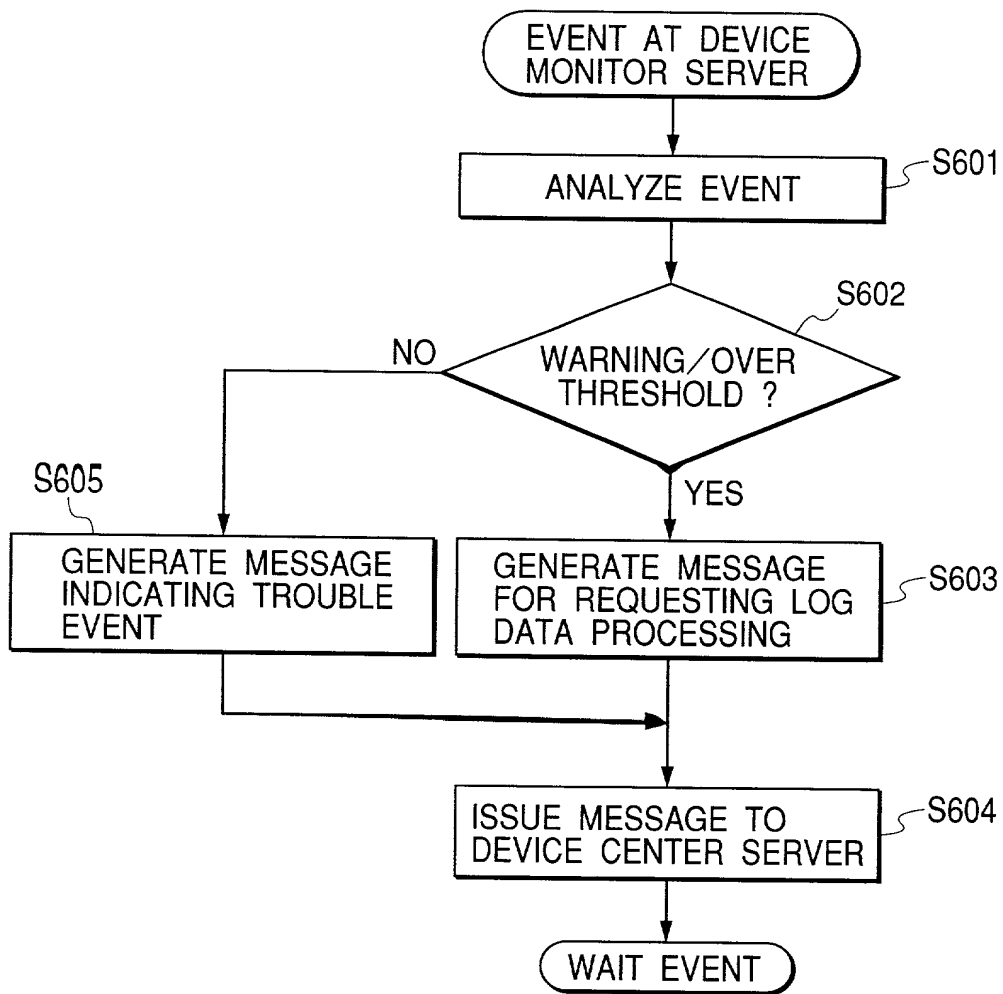 EVENT AT DEVICE
MONITOR SERVER
S601
ANALYZE EVENT
S602
NO
WARNING/OVER
THRESHOLD ?
YES
S605
GENERATE MESSAGE
INDICATING TROUBLE
EVENT
GENERATE MESSAGE
FOR REQUESTING LOG
DATA PROCESSING
S603
ISSUE MESSAGE TO
DEVICE CENTER SERVER
S604
WAIT EVENT